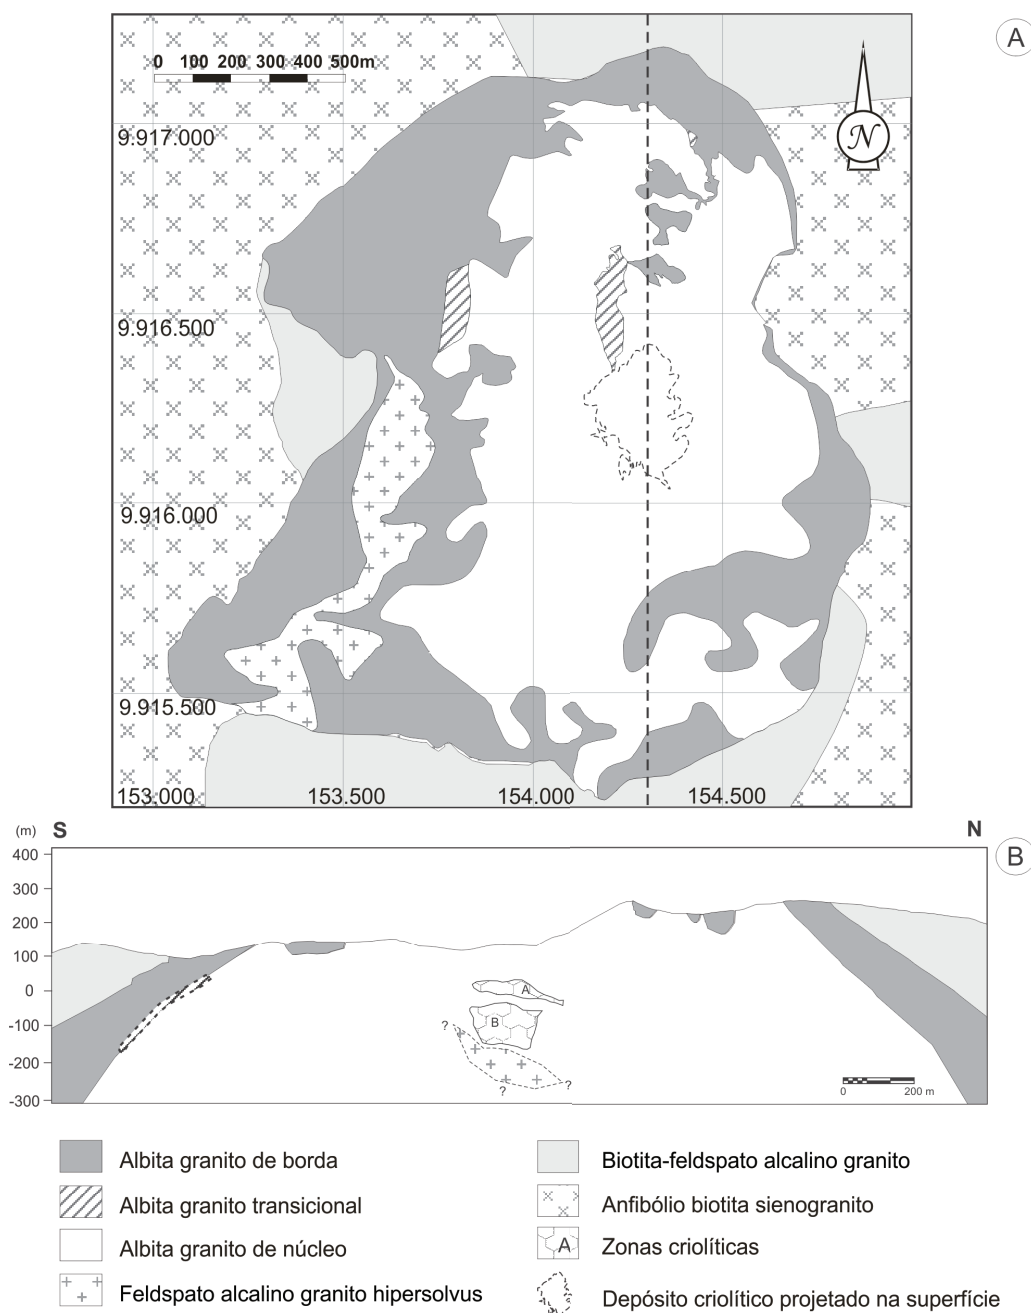 A
0 100 200 300 400 500m
N
9.917.000
9.916.500
9.916.000
9.915.500
153.000 153.500 154.000 154.500
(m) S N
B
400
300
200
100
0
-100
-200
-300
A
B
?
?
?
0 200 m
Albita granito de borda
Albita granito transicional
Albita granito de núcleo
Feldspato alcalino granito hipersolvus
Biotita-feldspato alcalino granito
Anfibólio biotita sienogranito
A Zonas criolíticas
Depósito criolítico projetado na superfície